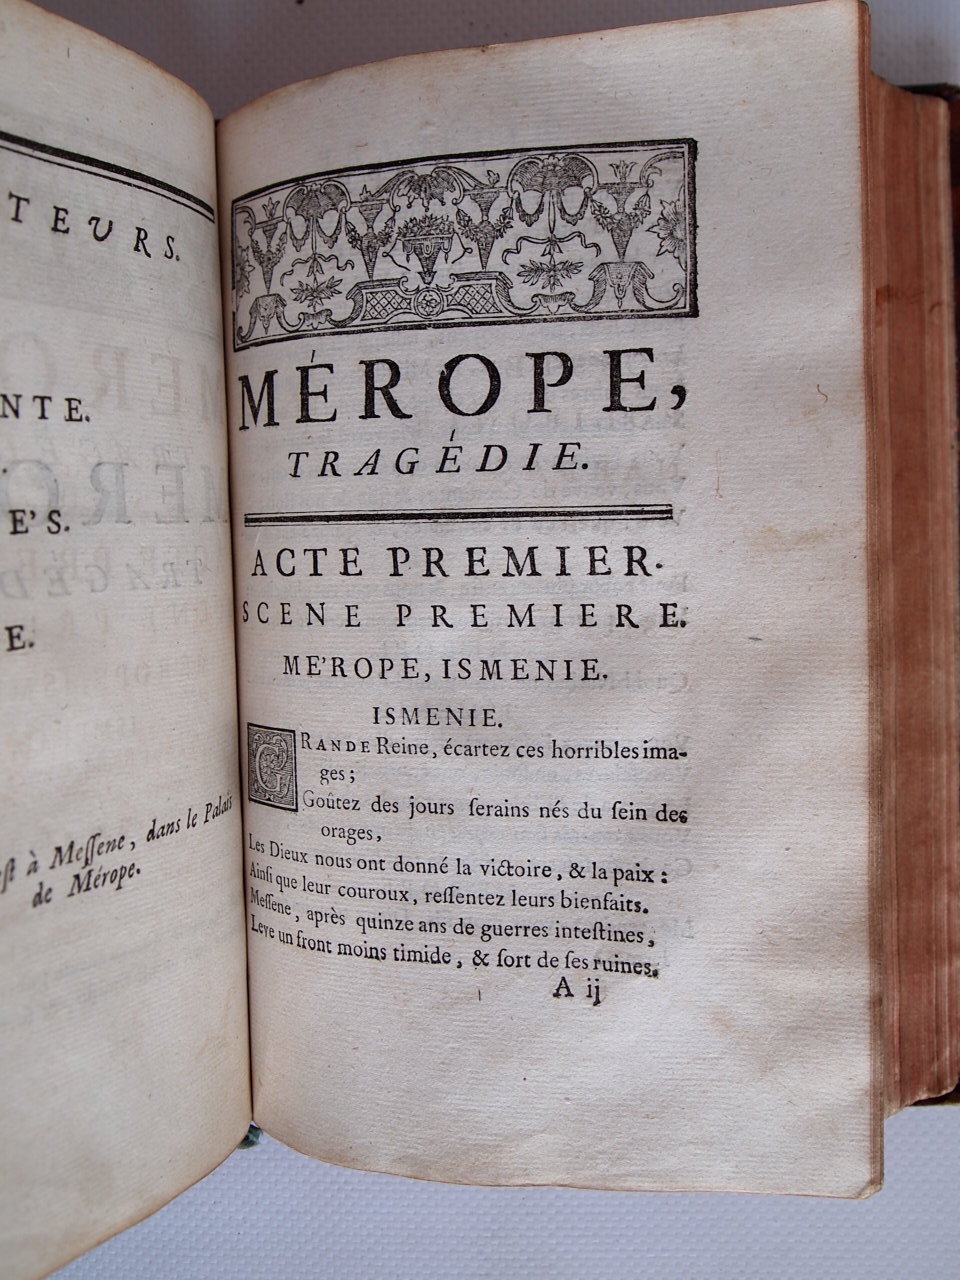 TEURS.
NTE.
E'S.
E.
est à Meſſene, dans le Palais
de Mérope.
MÉROPE,
TRAGÉDIE.
ACTE PREMIER.
SCENE PREMIERE.
ME'ROPE, ISMENIE.
ISMENIE.
GRANDE Reine, écartez ces horribles ima-
ges;
Goûtez des jours ſerains nés du ſein des
orages,
Les Dieux nous ont donné la victoire, & la paix:
Ainſi que leur couroux, reſſentez leurs bienfaits.
Meſſene, après quinze ans de guerres inteſtines,
Leve un front moins timide, & ſort de ſes ruines.
A ij